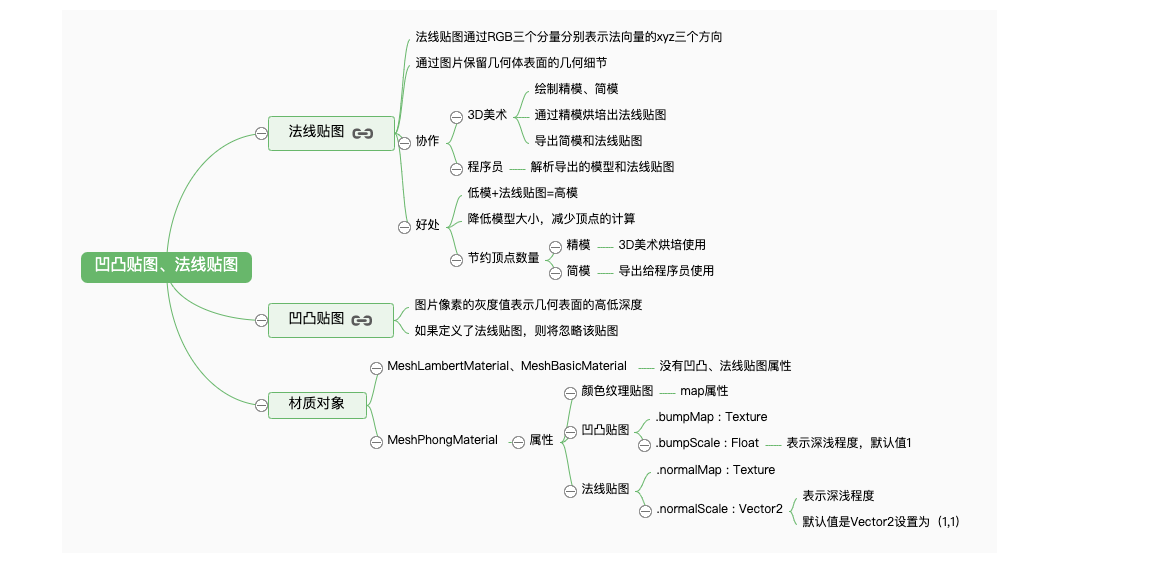 凹凸贴图、法线贴图
法线贴图
法线贴图通过RGB三个分量分别表示法向量的xyz三个方向
通过图片保留几何体表面的几何细节
协作
3D美术
绘制精模、简模
通过精模烘培出法线贴图
导出简模和法线贴图
程序员
解析导出的模型和法线贴图
好处
低模+法线贴图=高模
降低模型大小，减少顶点的计算
节约顶点数量
精模
3D美术烘培使用
简模
导出给程序员使用
凹凸贴图
图片像素的灰度值表示几何表面的高低深度
如果定义了法线贴图，则将忽略该贴图
材质对象
MeshLambertMaterial、MeshBasicMaterial
没有凹凸、法线贴图属性
MeshPhongMaterial
属性
颜色纹理贴图
map属性
凹凸贴图
.bumpMap : Texture
.bumpScale : Float
表示深浅程度，默认值1
法线贴图
.normalMap : Texture
.normalScale : Vector2
表示深浅程度
默认值是Vector2设置为（1,1）